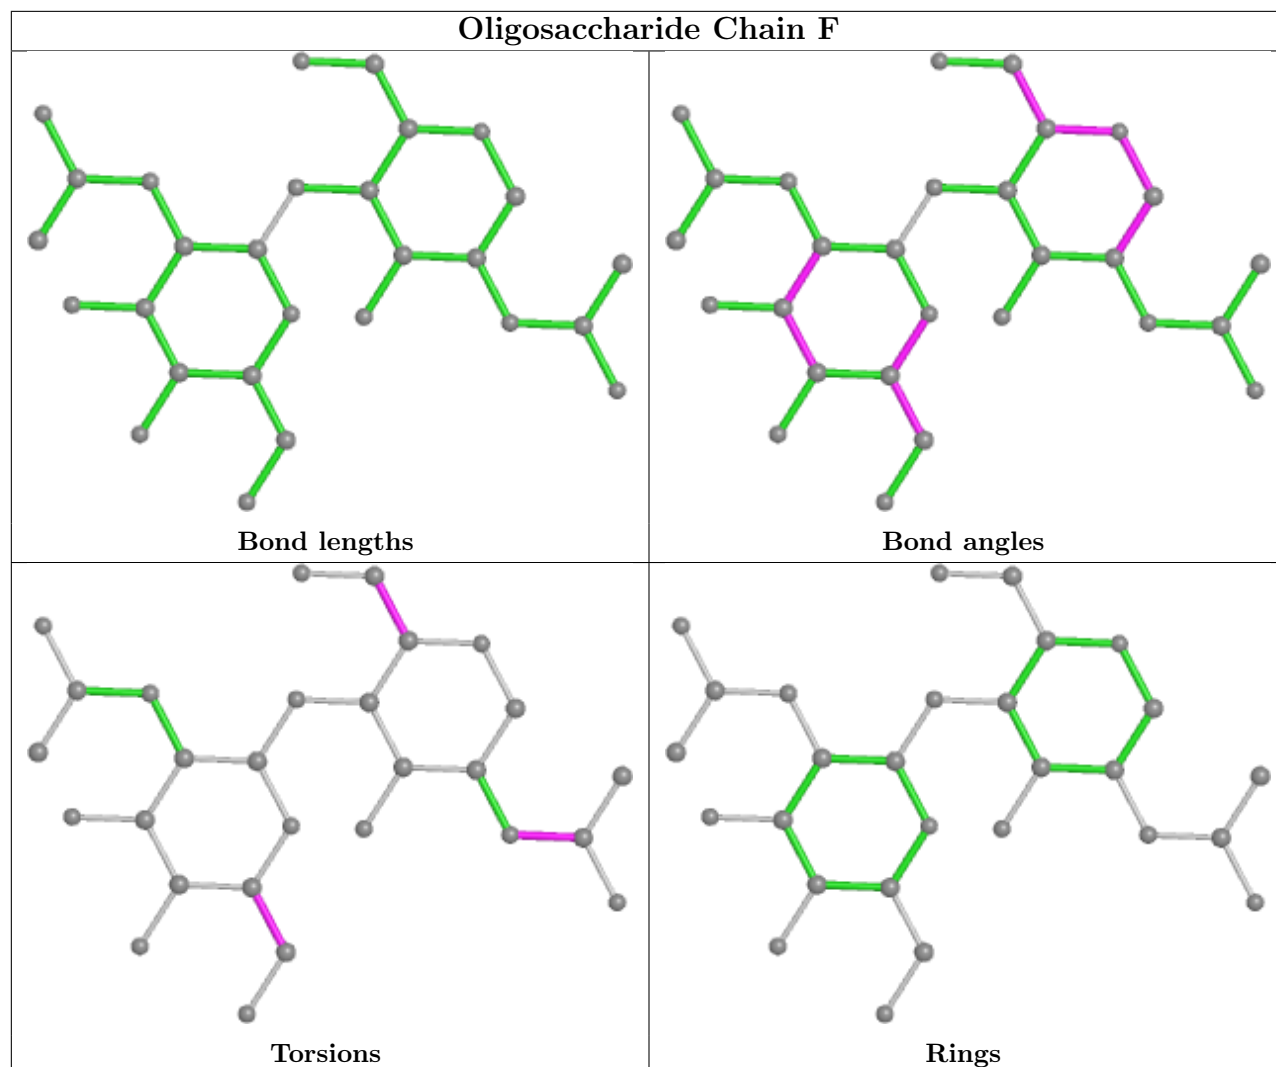 Oligosaccharide Chain F
Bond lengths
Bond angles
Torsions
Rings